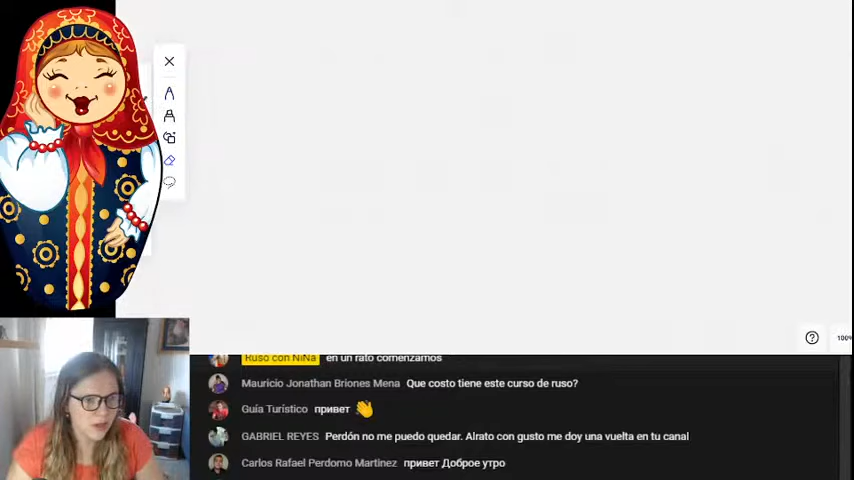 100%
Ruso con NiNa en un rato comenzamos
Mauricio Jonathan Briones Mena Que costo tiene este curso de ruso?
Guía Turístico привет
GABRIEL REYES Perdón no me puedo quedar. Alrato con gusto me doy una vuelta en tu canal
Carlos Rafael Perdomo Martinez привет Доброе утро